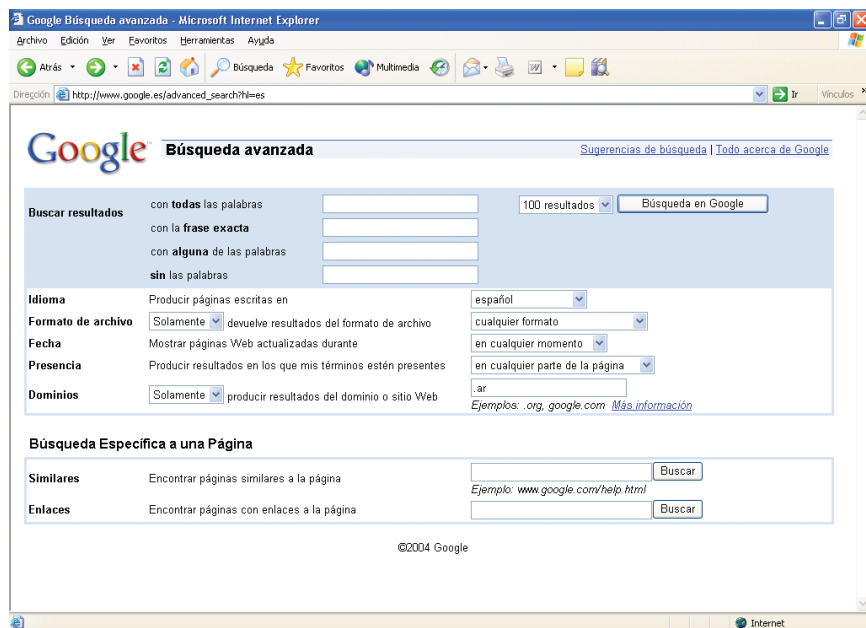 Google Búsqueda avanzada - Microsoft Internet Explorer
Archivo Edición Ver Favoritos Herramientas Ayuda
Atrás Búsqueda Favoritos Multimedia
Dirección http://www.google.es/advanced_search?hl=es Ir Vínculos »
Google™ Búsqueda avanzada Sugerencias de búsqueda | Todo acerca de Google
Buscar resultados con todas las palabras 100 resultados Búsqueda en Google
con la frase exacta
con alguna de las palabras
sin las palabras
Idioma Producir páginas escritas en español
Formato de archivo Solamente devuelve resultados del formato de archivo cualquier formato
Fecha Mostrar páginas Web actualizadas durante en cualquier momento
Presencia Producir resultados en los que mis términos estén presentes en cualquier parte de la página
Dominios Solamente producir resultados del dominio o sitio Web .ar
Ejemplos: .org, google.com Más información
Búsqueda Específica a una Página
Similares Encontrar páginas similares a la página Buscar
Ejemplo: www.google.com/help.html
Enlaces Encontrar páginas con enlaces a la página Buscar
©2004 Google
Internet